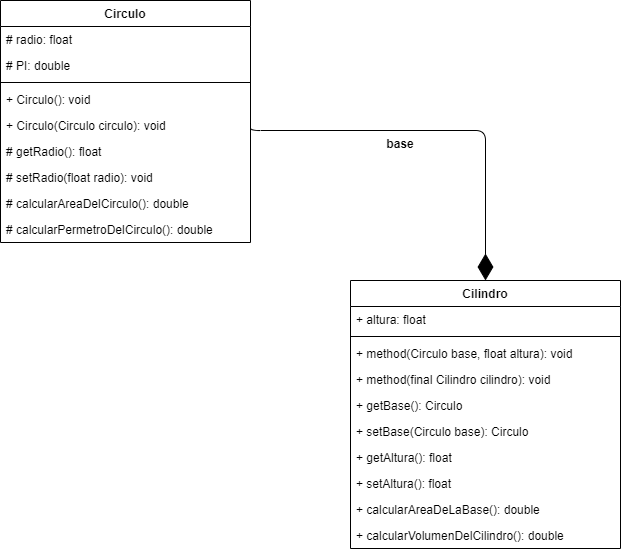 Circulo
# radio: float
# PI: double
+ Circulo(): void
+ Circulo(Circulo circulo): void
# getRadio(): float
# setRadio(float radio): void
# calcularAreaDelCirculo(): double
# calcularPermetroDelCirculo(): double
base
Cilindro
+ altura: float
+ method(Circulo base, float altura): void
+ method(final Cilindro cilindro): void
+ getBase(): Circulo
+ setBase(Circulo base): Circulo
+ getAltura(): float
+ setAltura(): float
+ calcularAreaDeLaBase(): double
+ calcularVolumenDelCilindro(): double